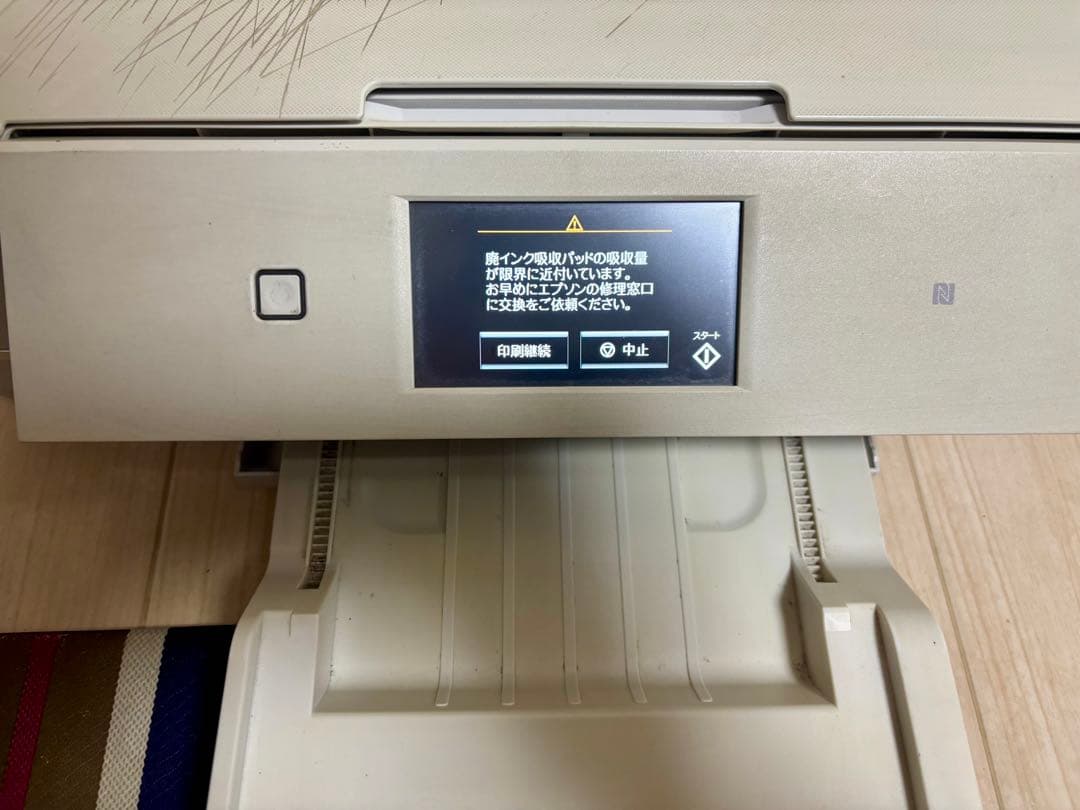 廃インク吸収パッドの吸収量
が限界に近付いています。
お早めにエプソンの修理窓口
に交換をご依頼ください。
印刷継続
中止
スタート